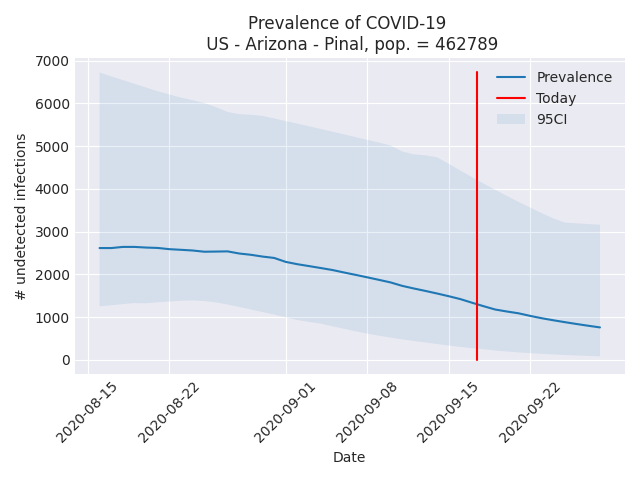 Prevalence of COVID-19
US - Arizona - Pinal, pop. = 462789
7000
6000
5000
4000
3000
2000
1000
0
# undetected infections
Prevalence
Today
95CI
2020-08-15
2020-08-22
2020-09-01
2020-09-08
2020-09-15
2020-09-22
Date